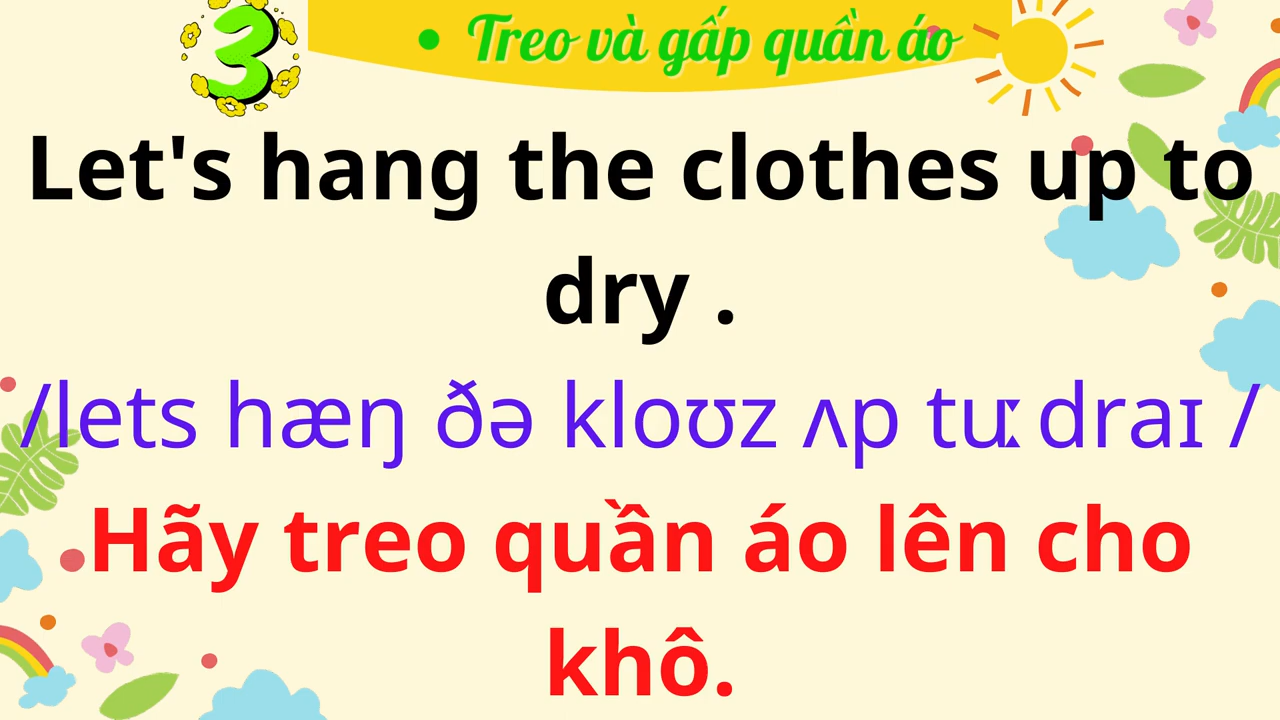 3
• Treo và gấp quần áo
Let's hang the clothes up to
dry .
/lets hæŋ ðə kloʊz ʌp tuː draɪ /
Hãy treo quần áo lên cho
khô.